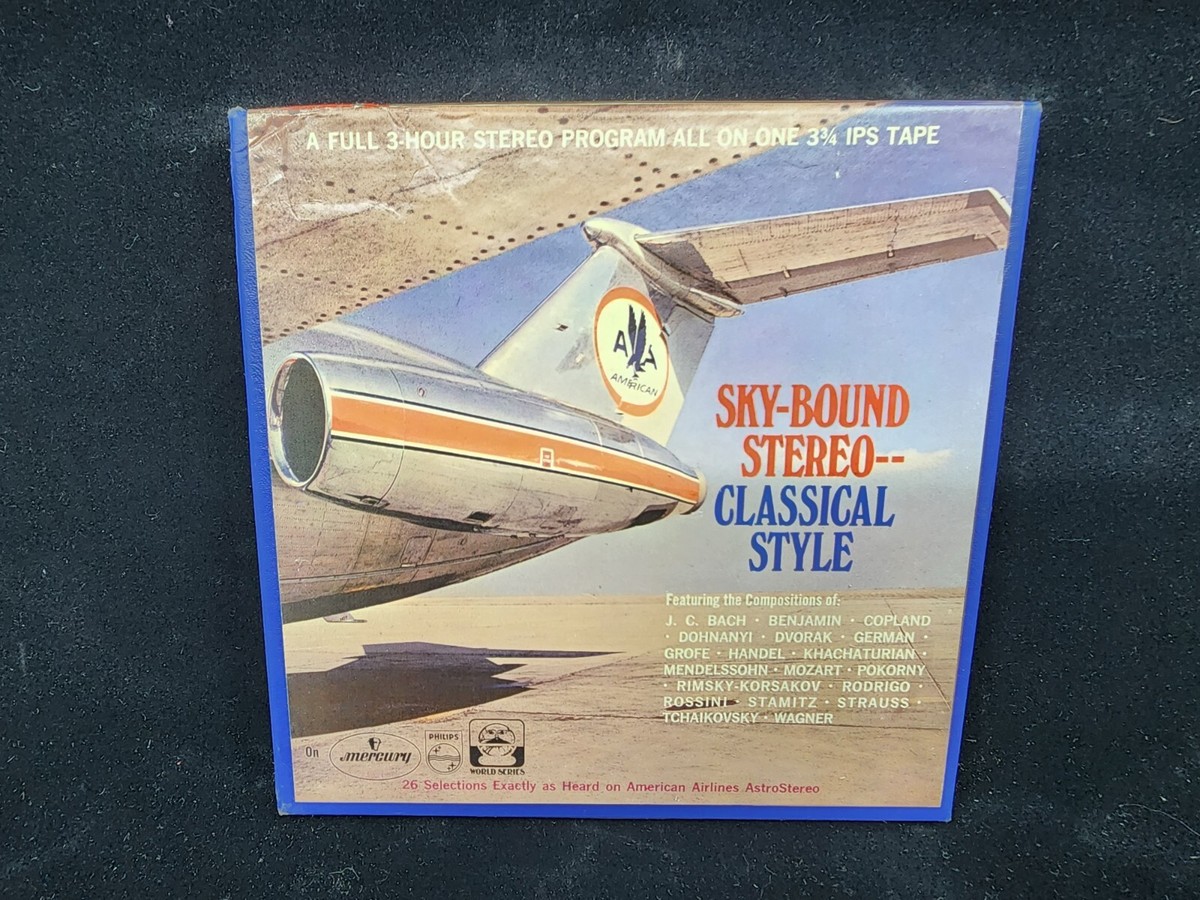 A FULL 3-HOUR STEREO PROGRAM ALL ON ONE 3¾ IPS TAPE
A A
AMERICAN
SKY-BOUND
STEREO--
CLASSICAL
STYLE
Featuring the Compositions of:
J. C. BACH · BENJAMIN · COPLAND
· DOHNANYI · DVORAK · GERMAN ·
GROFE · HANDEL · KHACHATURIAN ·
MENDELSSOHN · MOZART · POKORNY
· RIMSKY-KORSAKOV · RODRIGO ·
ROSSINI · STAMITZ · STRAUSS ·
TCHAIKOVSKY · WAGNER
On mercury PHILIPS WORLD SERIES
26 Selections Exactly as Heard on American Airlines AstroStereo